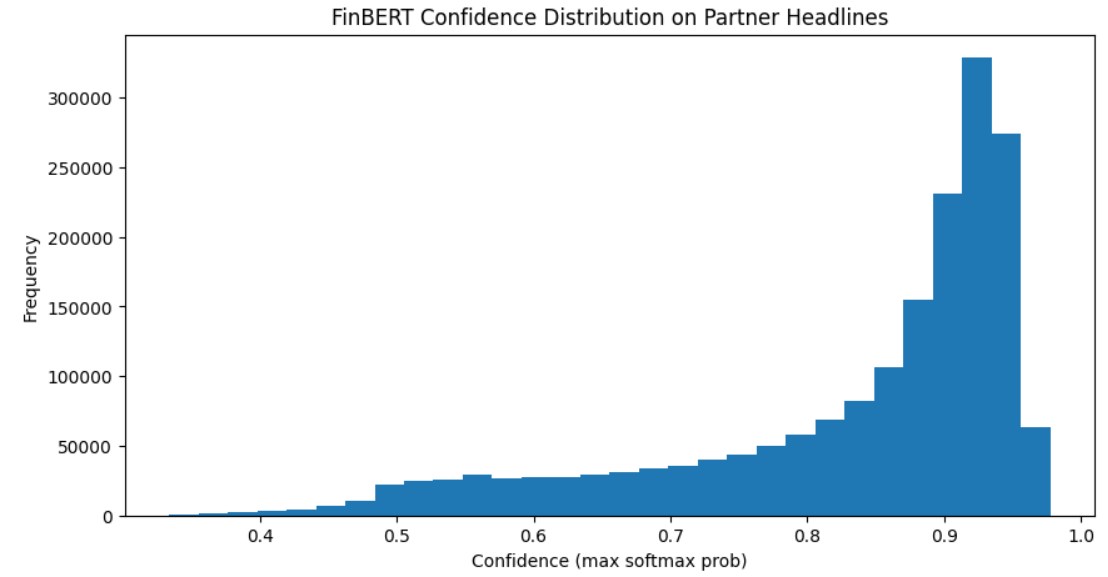 FinBERT Confidence Distribution on Partner Headlines
Frequency
300000
250000
200000
150000
100000
50000
0
0.4 0.5 0.6 0.7 0.8 0.9 1.0
Confidence (max softmax prob)